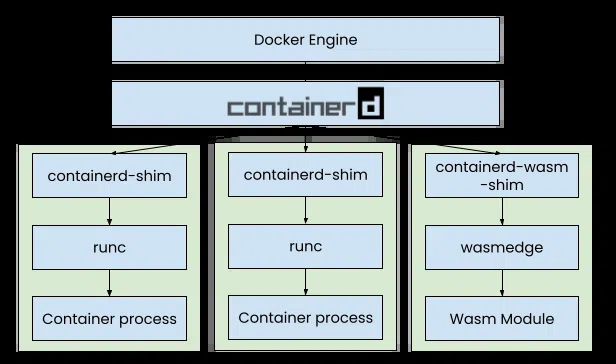 Docker Engine
containerd
containerd-shim
runc
Container process
containerd-shim
runc
Container process
containerd-wasm
-shim
wasmedge
Wasm Module